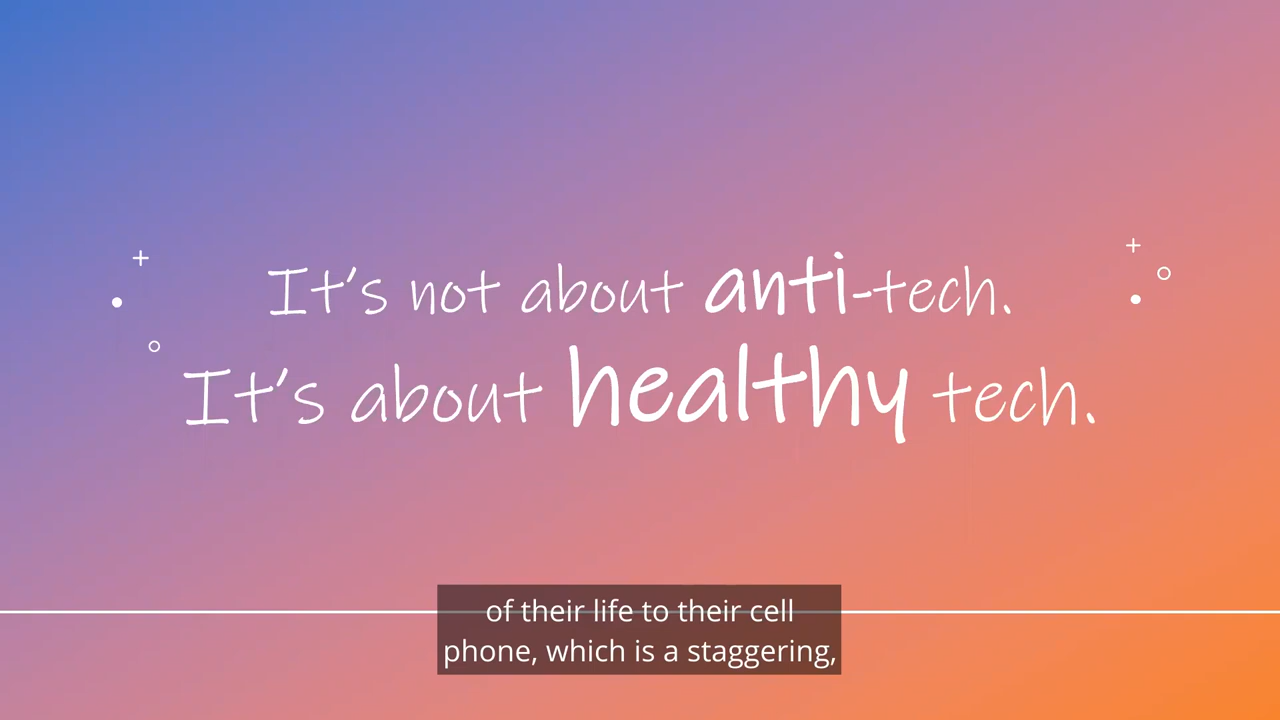 It's not about anti-tech.
It's about healthy tech.
of their life to their cell
phone, which is a staggering,